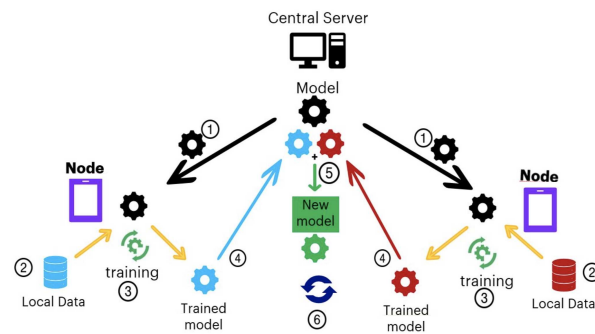 Central Server
Model
①
①
+
⑤
Node
Node
New
model
②
Local Data
training
③
④
Trained
model
⑥
④
Trained
model
training
③
②
Local Data